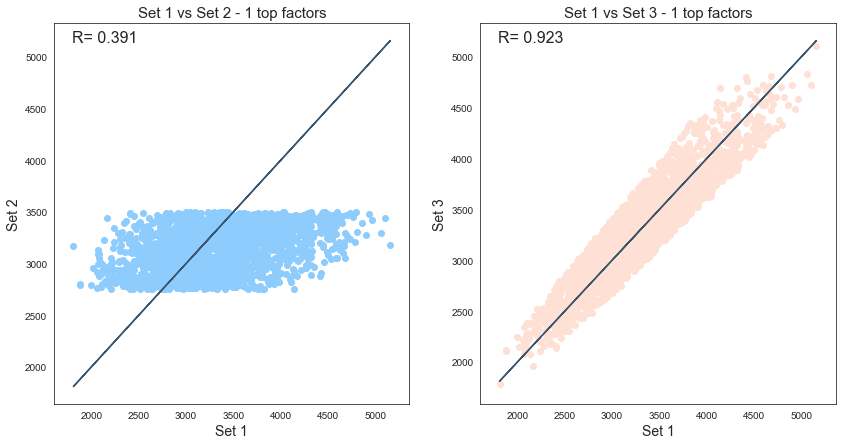 Set 1 vs Set 2 - 1 top factors
R= 0.391
5000
4500
4000
3500
3000
2500
2000
Set 2
2000 2500 3000 3500 4000 4500 5000
Set 1
Set 1 vs Set 3 - 1 top factors
R= 0.923
5000
4500
4000
3500
3000
2500
2000
Set 3
2000 2500 3000 3500 4000 4500 5000
Set 1